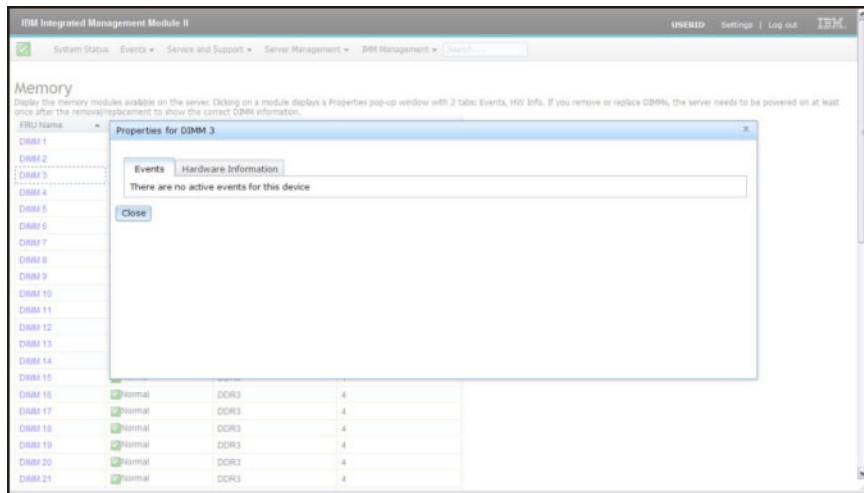 IBM Integrated Management Module II
USERID Settings | Log out IBM.
System Status Events Service and Support Server Management IMM Management Search...
Memory
Display the memory modules available on the server. Clicking on a module displays a Properties pop-up window with 2 tabs: Events, HW Info. If you remove or replace DIMMs, the server needs to be powered on at least
once after the removal/replacement to show the correct DIMM information.
FRU Name
Properties for DIMM 3 x
DIMM 1
DIMM 2
Events Hardware Information
DIMM 3
There are no active events for this device
DIMM 4
DIMM 5
Close
DIMM 6
DIMM 7
DIMM 8
DIMM 9
DIMM 10
DIMM 11
DIMM 12
DIMM 13
DIMM 14
DIMM 15
DIMM 16 Normal DDR3 4
DIMM 17 Normal DDR3 4
DIMM 18 Normal DDR3 4
DIMM 19 Normal DDR3 4
DIMM 20 Normal DDR3 4
DIMM 21 Normal DDR3 4